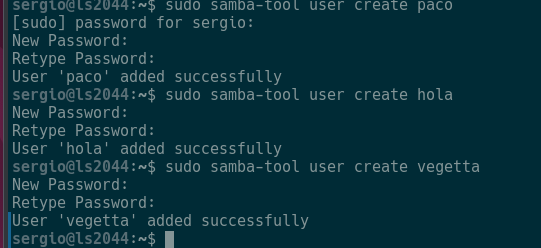 sergio@ls2044:~$ sudo samba-tool user create paco
[sudo] password for sergio:
New Password:
Retype Password:
User 'paco' added successfully
sergio@ls2044:~$ sudo samba-tool user create hola
New Password:
Retype Password:
User 'hola' added successfully
sergio@ls2044:~$ sudo samba-tool user create vegetta
New Password:
Retype Password:
User 'vegetta' added successfully
sergio@ls2044:~$